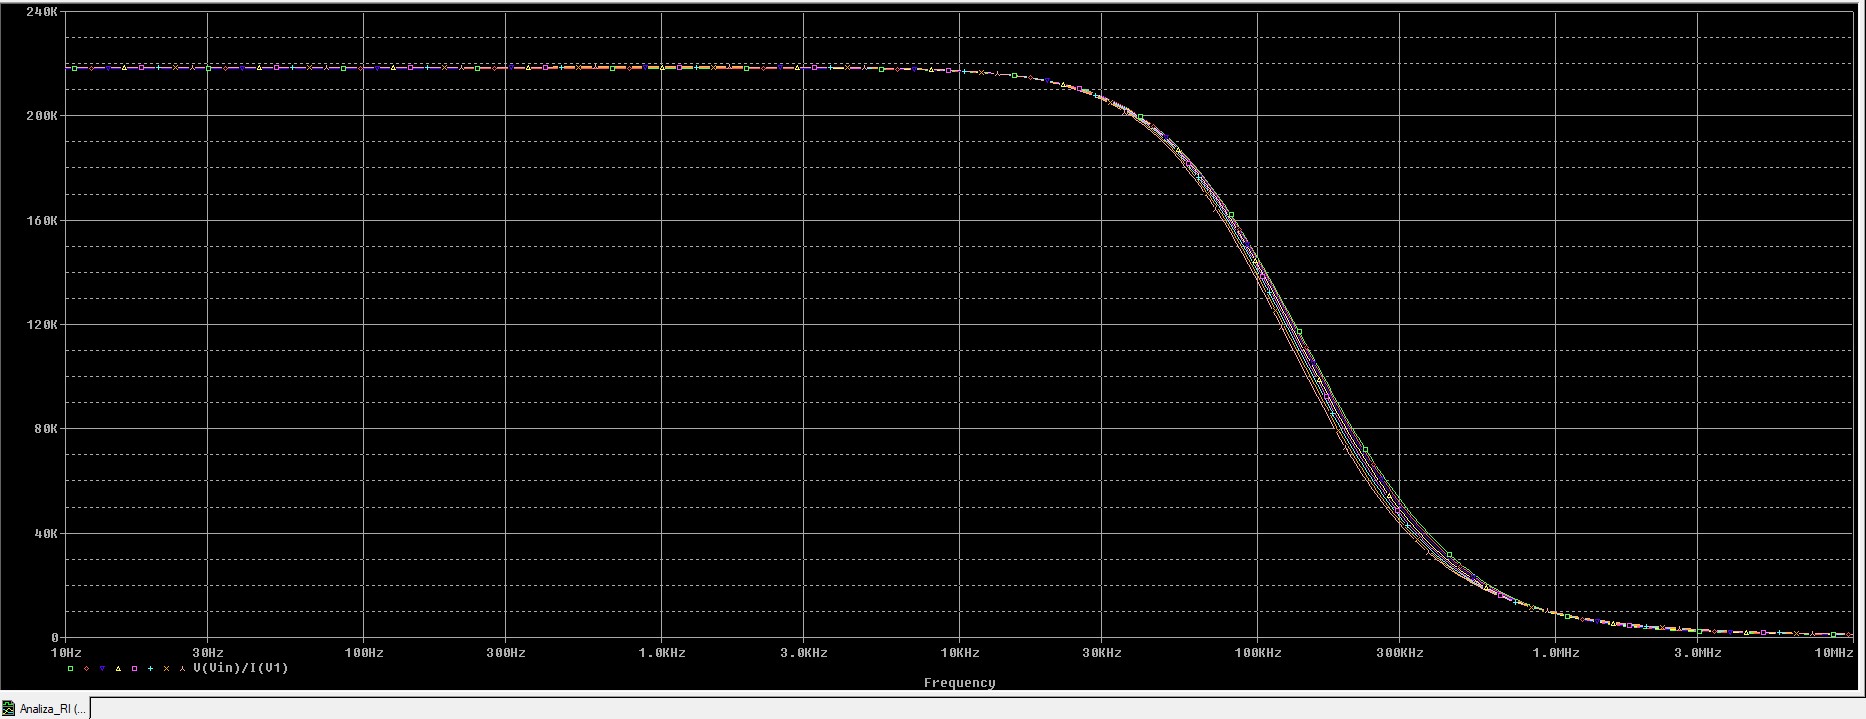 240K
200K
160K
120K
80K
40K
0
10Hz 30Hz 100Hz 300Hz 1.0KHz 3.0KHz 10KHz 30KHz 100KHz 300KHz 1.0MHz 3.0MHz 10MHz
V(Vin)/I(V1)
Frequency
Analiza_RI (...